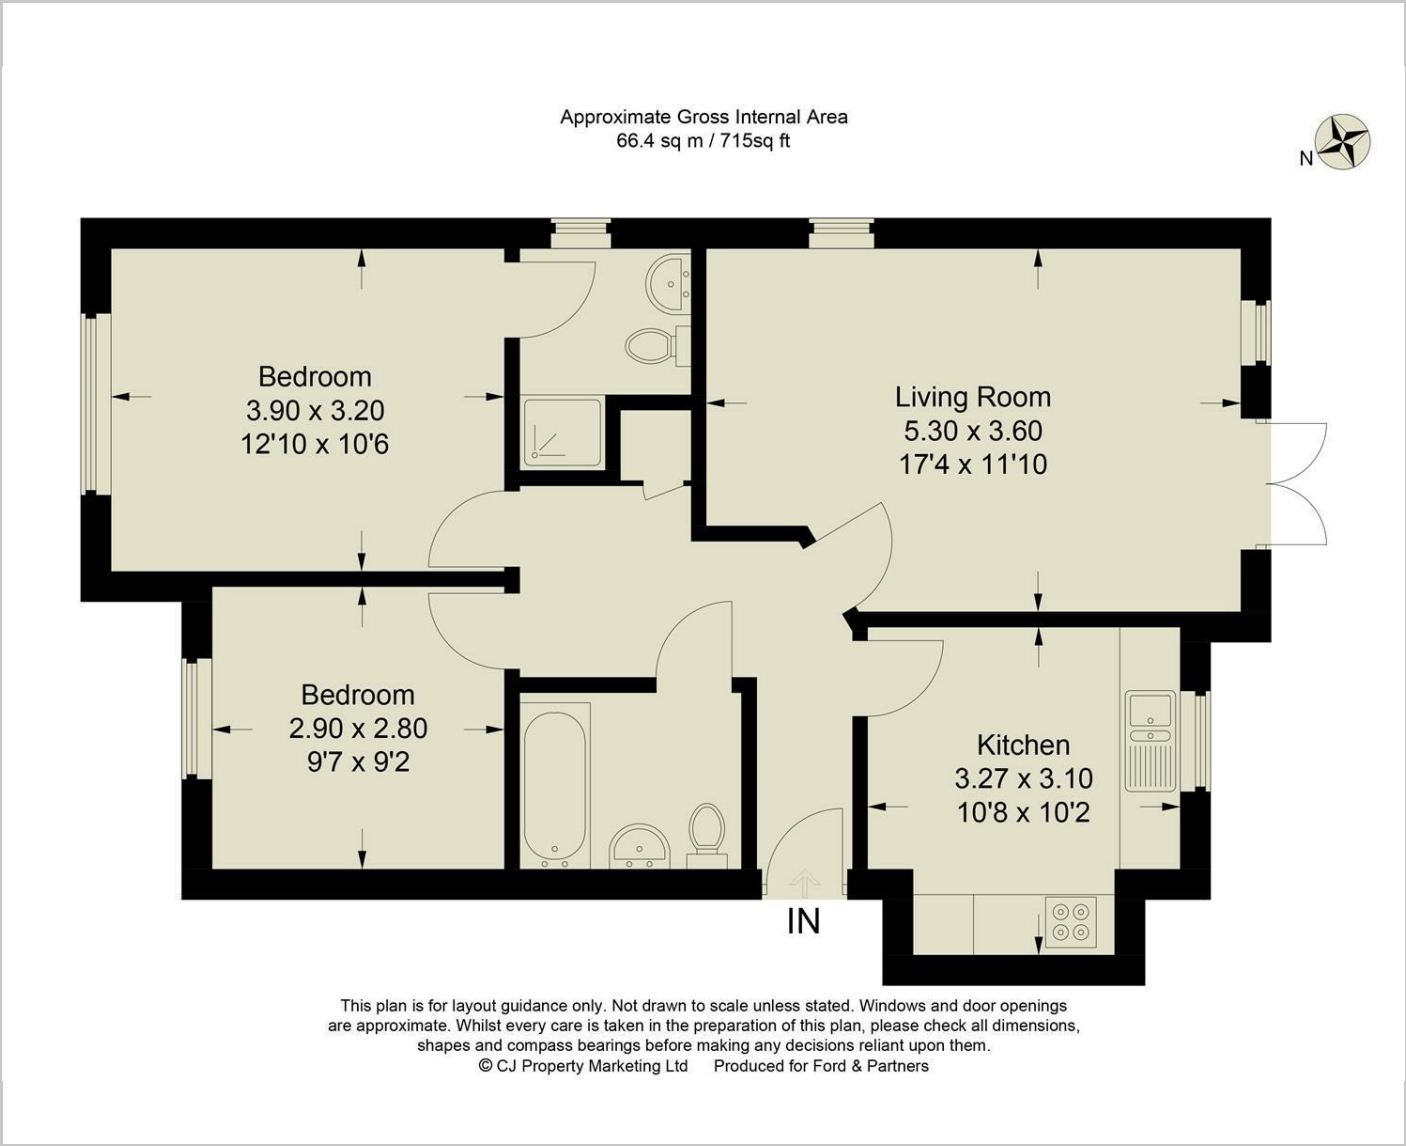 Approximate Gross Internal Area
66.4 sq m / 715sq ft
N
Bedroom
3.90 x 3.20
12'10 x 10'6
Living Room
5.30 x 3.60
17'4 x 11'10
Bedroom
2.90 x 2.80
9'7 x 9'2
Kitchen
3.27 x 3.10
10'8 x 10'2
IN
This plan is for layout guidance only. Not drawn to scale unless stated. Windows and door openings
are approximate. Whilst every care is taken in the preparation of this plan, please check all dimensions,
shapes and compass bearings before making any decisions reliant upon them.
© CJ Property Marketing Ltd Produced for Ford & Partners